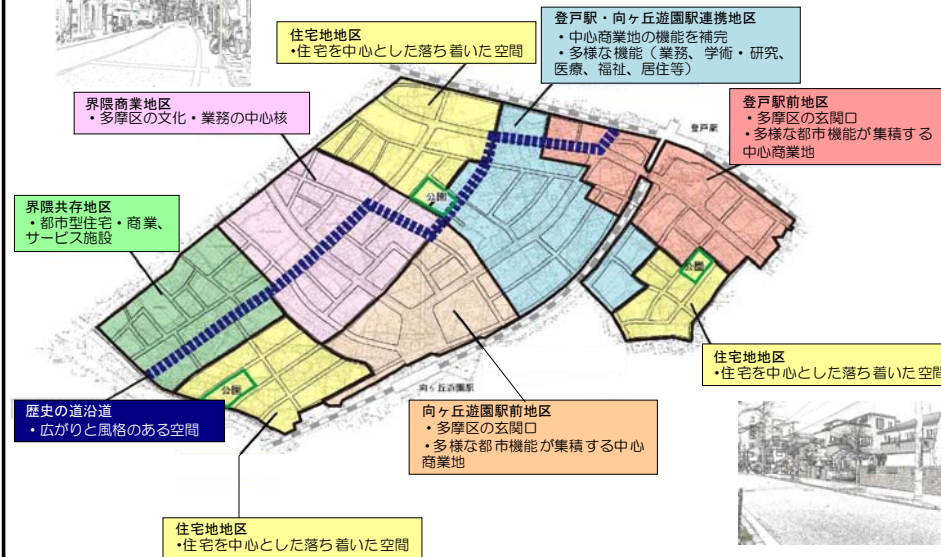 登戸駅・向ヶ丘遊園駅連携地区
・中心商業地の機能を補完
・多様な機能（業務、学術・研究、
医療、福祉、居住等）
住宅地地区
・住宅を中心とした落ち着いた空間
界隈商業地区
・多摩区の文化・業務の中心核
登戸駅前地区
・多摩区の玄関口
・多様な都市機能が集積する
中心商業地
登戸駅
界隈共存地区
・都市型住宅・商業、
サービス施設
公園
公園
住宅地地区
・住宅を中心とした落ち着いた空間
公園
向ヶ丘遊園駅
歴史の道沿道
・広がりと風格のある空間
向ヶ丘遊園駅前地区
・多摩区の玄関口
・多様な都市機能が集積する中心
商業地
住宅地地区
・住宅を中心とした落ち着いた空間